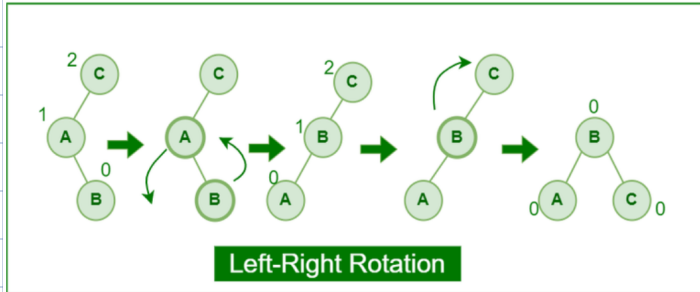 2 C C 2 C C
1 A A 1 B B 0 B
0 B B 0 A A 0 A C 0
Left-Right Rotation